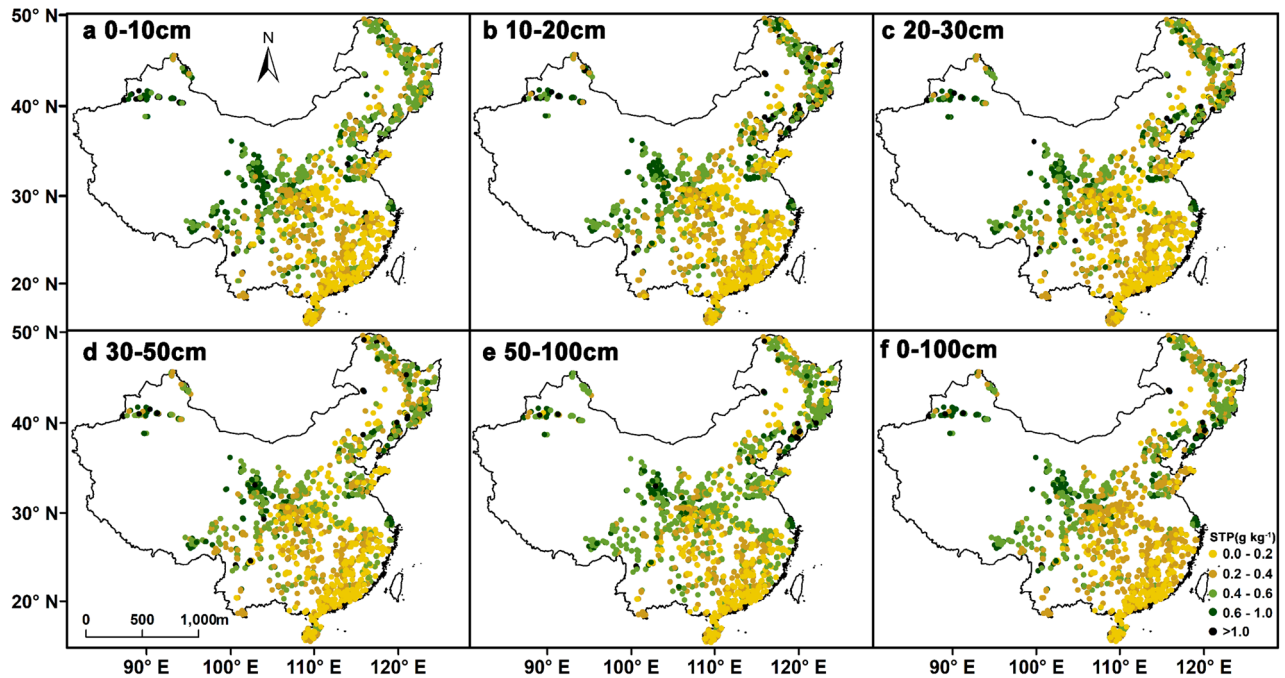 50° N
a 0-10cm
N
b 10-20cm
c 20-30cm
40° N
30° N
20° N
50° N
d 30-50cm
e 50-100cm
f 0-100cm
40° N
30° N
20° N
0 500 1,000m
STP(g kg⁻¹)
0.0 - 0.2
0.2 - 0.4
0.4 - 0.6
0.6 - 1.0
>1.0
90° E 100° E 110° E 120° E 90° E 100° E 110° E 120° E 90° E 100° E 110° E 120° E